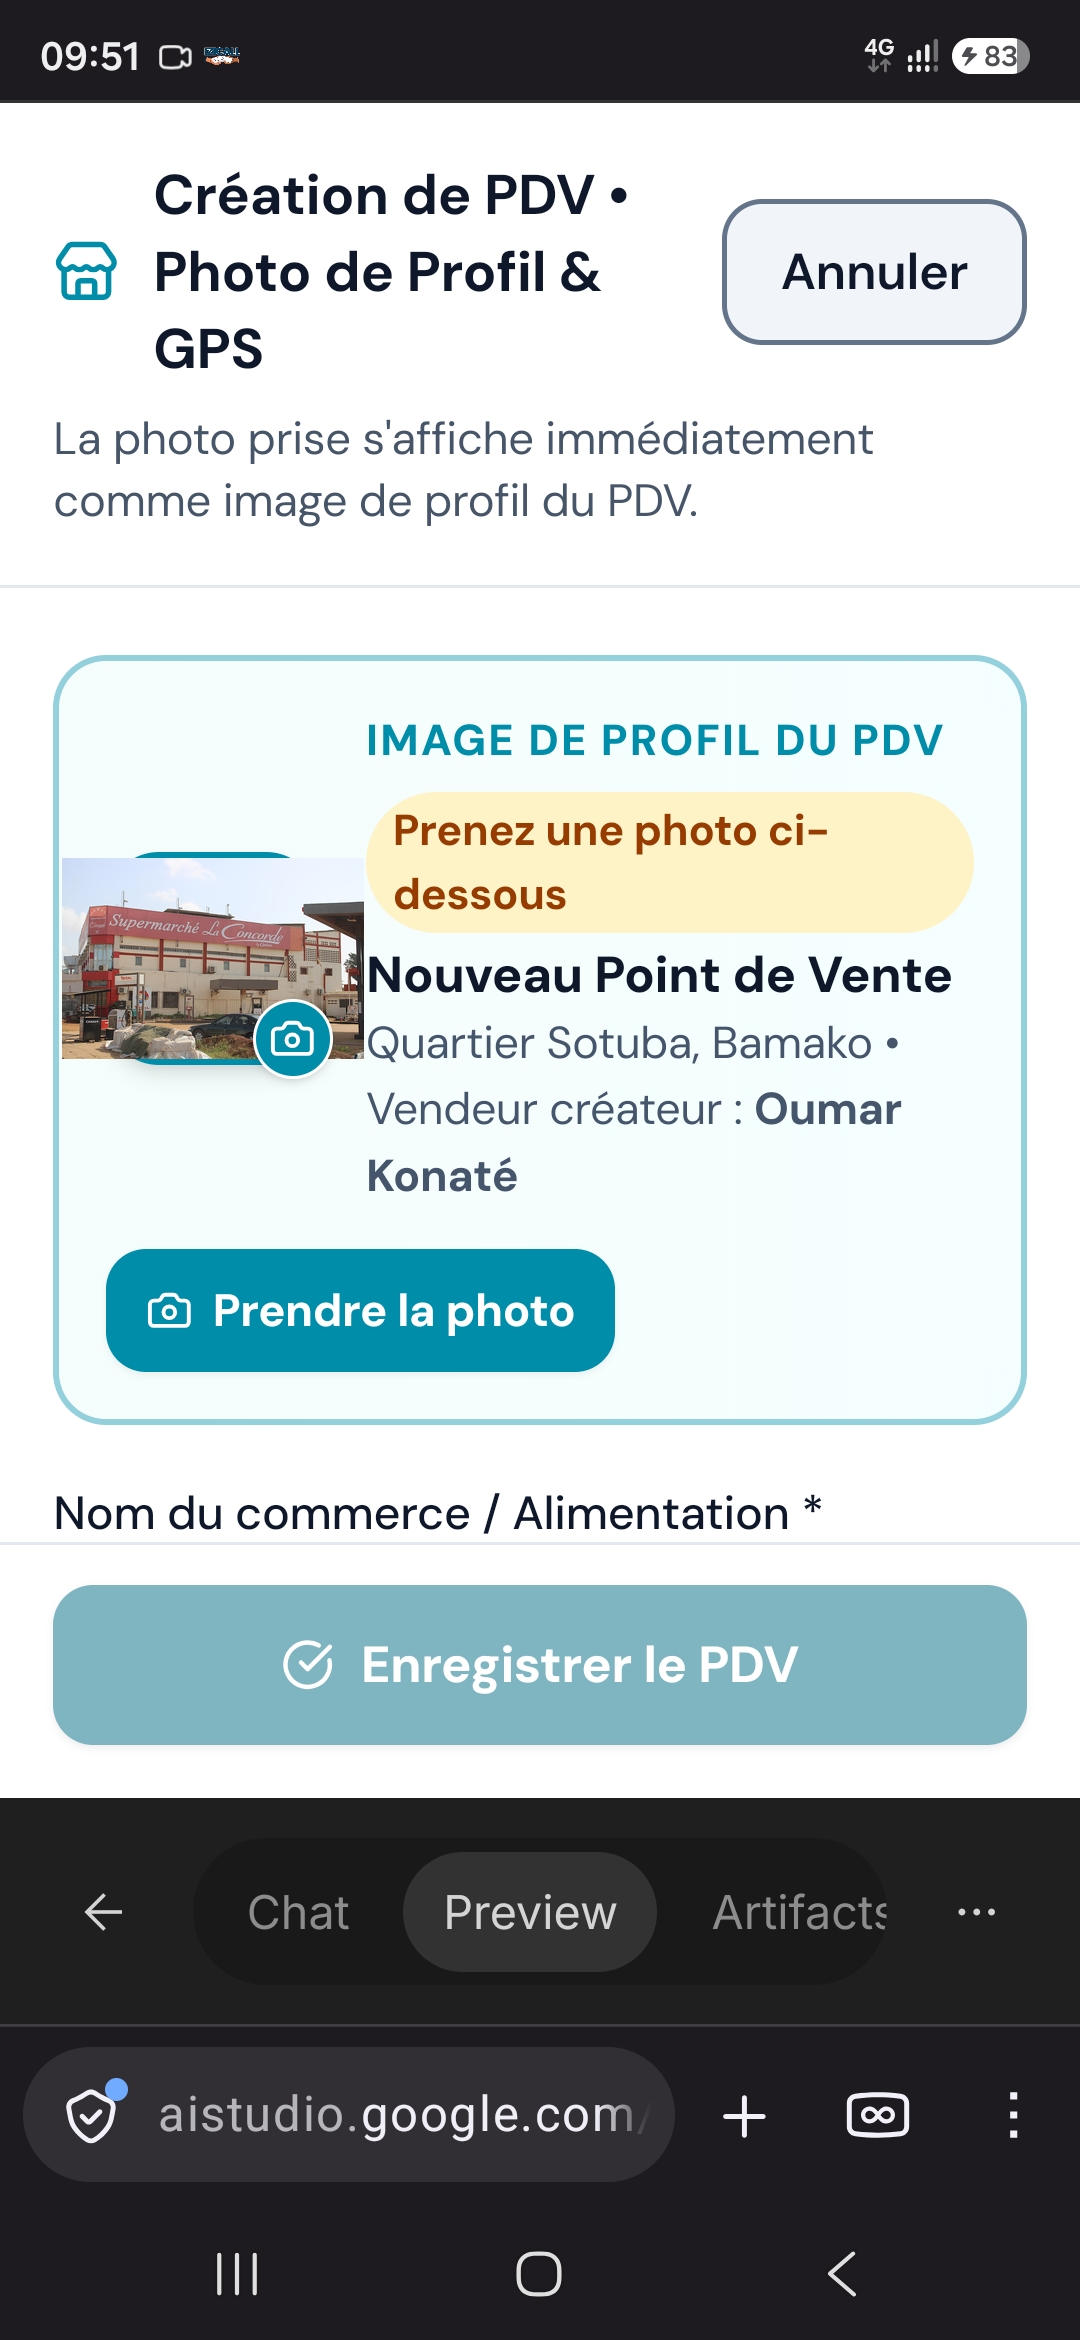 09:51
4G
83
Création de PDV •
Photo de Profil &
GPS
Annuler
La photo prise s'affiche immédiatement
comme image de profil du PDV.
IMAGE DE PROFIL DU PDV
Prenez une photo ci-
dessous
Supermarché La Concorde
Nouveau Point de Vente
Quartier Sotuba, Bamako •
Vendeur créateur : Oumar
Konaté
Prendre la photo
Nom du commerce / Alimentation *
Enregistrer le PDV
Chat
Preview
Artifacts
aistudio.google.com/